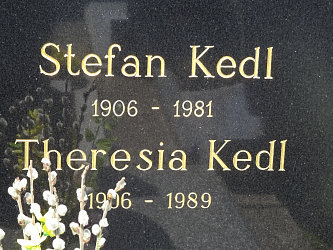 Stefan Kedl
1906 - 1981
Theresia Kedl
1906 - 1989